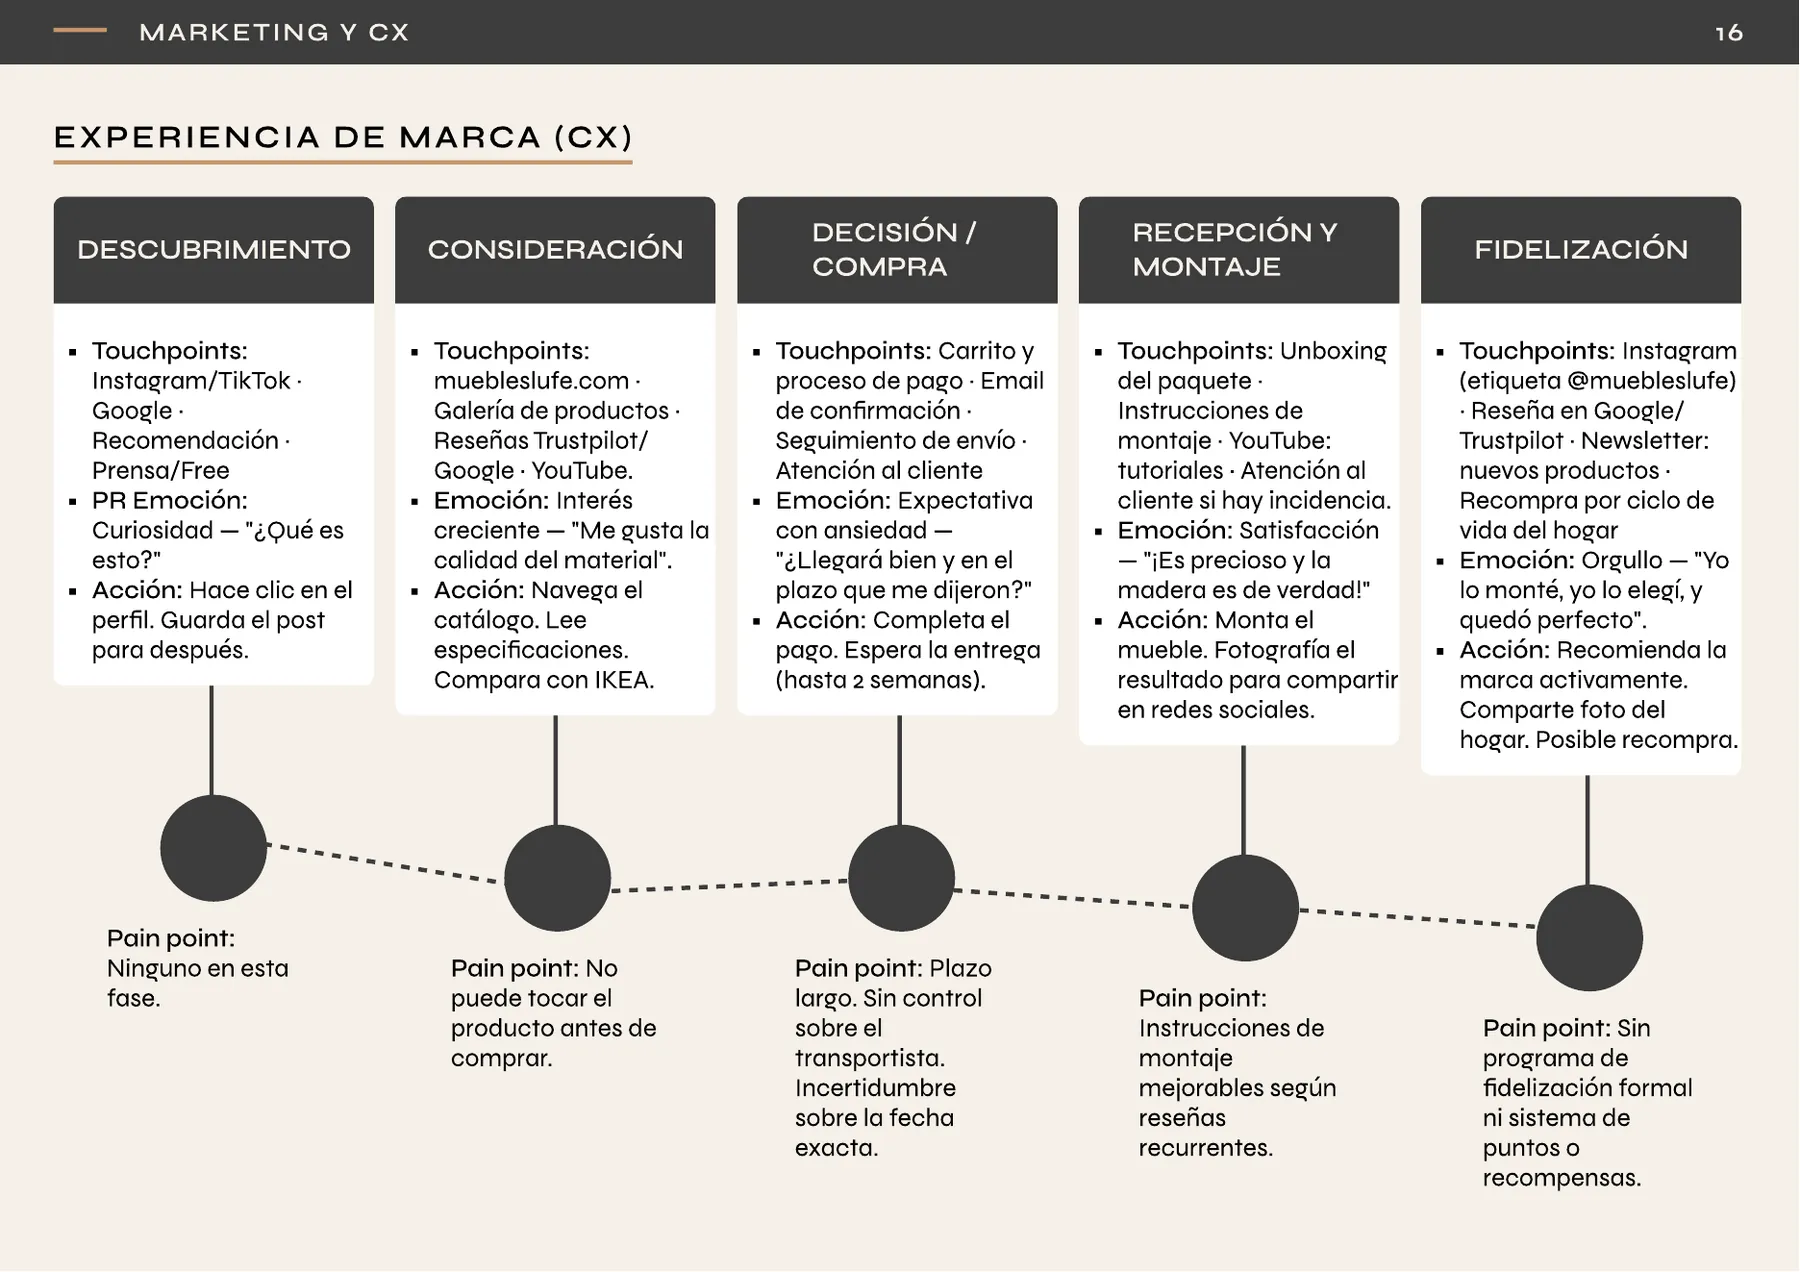 MARKETING Y CX
16
EXPERIENCIA DE MARCA (CX)
DESCUBRIMIENTO
▪ Touchpoints:
Instagram/TikTok ·
Google ·
Recomendación ·
Prensa/Free
▪ PR Emoción:
Curiosidad — "¿Qué es
esto?"
▪ Acción: Hace clic en el
perfil. Guarda el post
para después.
Pain point:
Ninguno en esta
fase.
CONSIDERACIÓN
▪ Touchpoints:
muebleslufe.com ·
Galería de productos ·
Reseñas Trustpilot/
Google · YouTube.
▪ Emoción: Interés
creciente — "Me gusta la
calidad del material".
▪ Acción: Navega el
catálogo. Lee
especificaciones.
Compara con IKEA.
Pain point: No
puede tocar el
producto antes de
comprar.
DECISIÓN /
COMPRA
▪ Touchpoints: Carrito y
proceso de pago · Email
de confirmación ·
Seguimiento de envío ·
Atención al cliente
▪ Emoción: Expectativa
con ansiedad —
"¿Llegará bien y en el
plazo que me dijeron?"
▪ Acción: Completa el
pago. Espera la entrega
(hasta 2 semanas).
Pain point: Plazo
largo. Sin control
sobre el
transportista.
Incertidumbre
sobre la fecha
exacta.
RECEPCIÓN Y
MONTAJE
▪ Touchpoints: Unboxing
del paquete ·
Instrucciones de
montaje · YouTube:
tutoriales · Atención al
cliente si hay incidencia.
▪ Emoción: Satisfacción
— "¡Es precioso y la
madera es de verdad!"
▪ Acción: Monta el
mueble. Fotografía el
resultado para compartir
en redes sociales.
Pain point:
Instrucciones de
montaje
mejorables según
reseñas
recurrentes.
FIDELIZACIÓN
▪ Touchpoints: Instagram
(etiqueta @muebleslufe)
· Reseña en Google/
Trustpilot · Newsletter:
nuevos productos ·
Recompra por ciclo de
vida del hogar
▪ Emoción: Orgullo — "Yo
lo monté, yo lo elegí, y
quedó perfecto".
▪ Acción: Recomienda la
marca activamente.
Comparte foto del
hogar. Posible recompra.
Pain point: Sin
programa de
fidelización formal
ni sistema de
puntos o
recompensas.